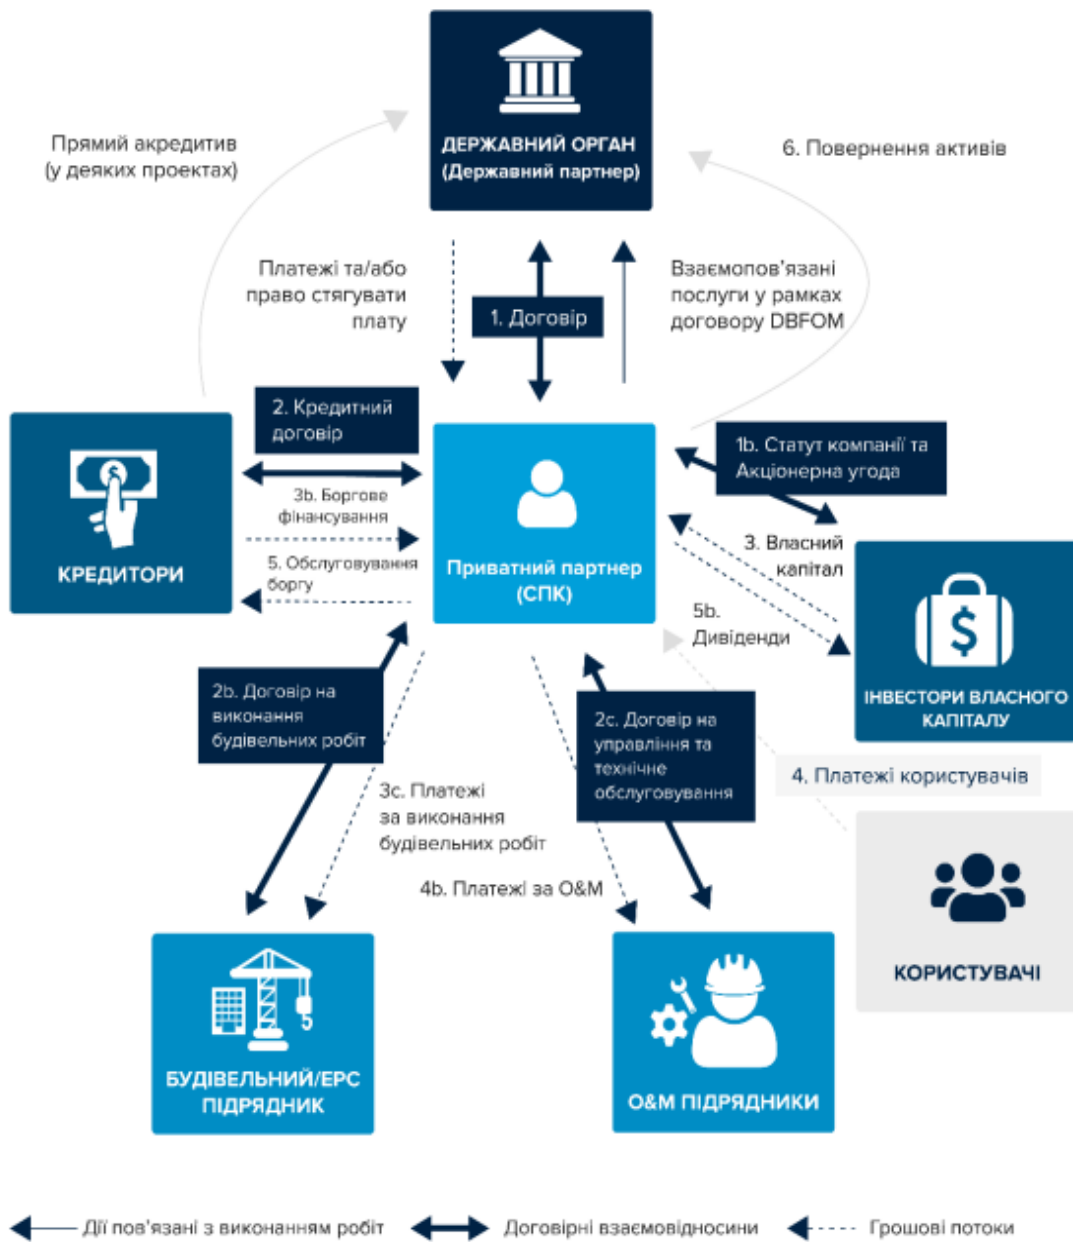 ДЕРЖАВНИЙ ОРГАН
(Державний партнер)
Прямий акредитив
(у деяких проектах)
6. Повернення активів
Платежі та/або
право стягувати
плату
1. Договір
Взаємопов'язані
послуги у рамках
договору DBFOM
2. Кредитний
договір
3b. Боргове
фінансування
5. Обслуговування
боргу
КРЕДИТОРИ
Приватний партнер
(СПК)
1b. Статут компанії та
Акціонерна угода
3. Власний
капітал
5b.
Дивіденди
ІНВЕСТОРИ ВЛАСНОГО
КАПІТАЛУ
2b. Договір на
виконання
будівельних робіт
2c. Договір на
управління та
технічне
обслуговування
3c. Платежі
за виконання
будівельних робіт
4. Платежі користувачів
4b. Платежі за O&M
КОРИСТУВАЧІ
БУДІВЕЛЬНИЙ/EPC
ПІДРЯДНИК
O&M ПІДРЯДНИКИ
Дії пов'язані з виконанням робіт
Договірні взаємовідносини
Грошові потоки